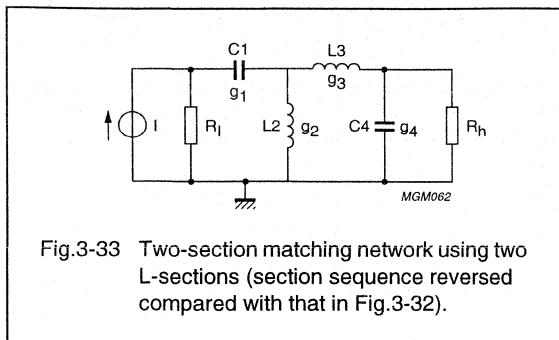 C1
L3
g1
g3
I
Rl
L2
g2
C4
g4
Rh
MGM062
Fig.3-33 Two-section matching network using two
L-sections (section sequence reversed
compared with that in Fig.3-32).